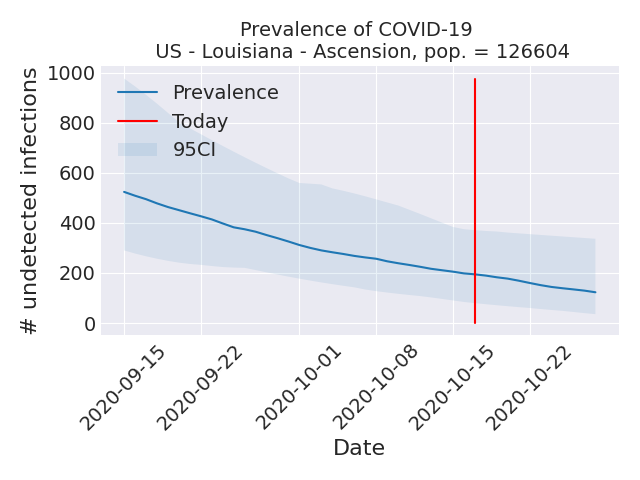 Prevalence of COVID-19
US - Louisiana - Ascension, pop. = 126604
# undetected infections
1000
800
600
400
200
0
Prevalence
Today
95CI
2020-09-15
2020-09-22
2020-10-01
2020-10-08
2020-10-15
2020-10-22
Date